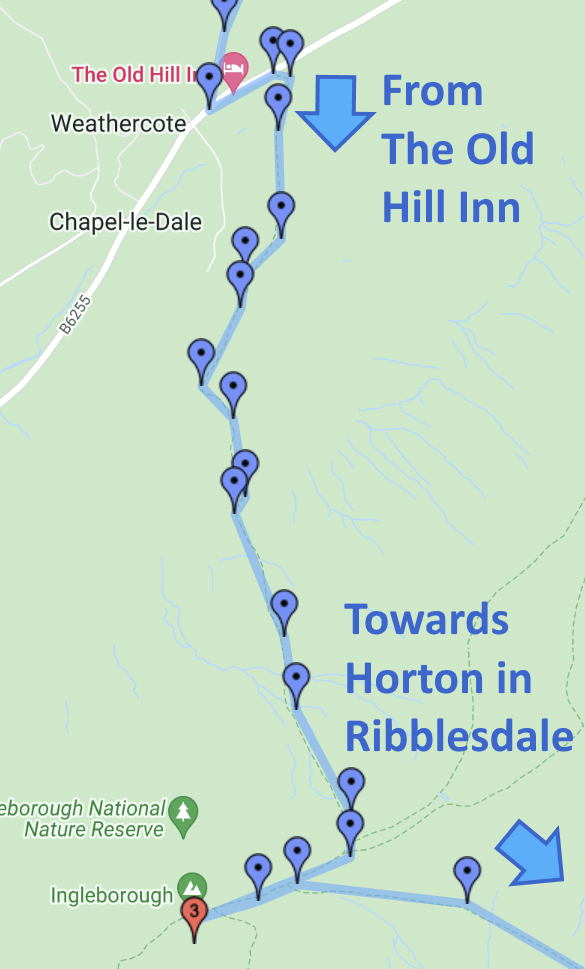 The Old Hill In
From
The Old
Hill Inn
Weathercote
Chapel-le-Dale
B6255
Towards
Horton in
Ribblesdale
eborough National
Nature Reserve
Ingleborough
3